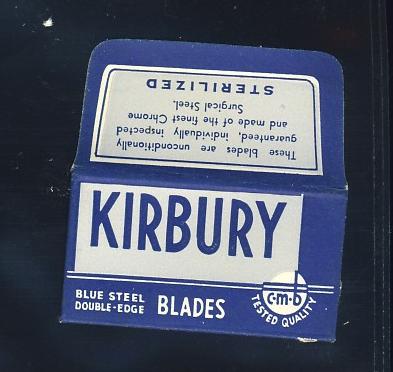 These blades are unconditionally
guaranteed, individually inspected
and made of the finest Chrome
Surgical Steel.
STERILIZED
KIRBURY
BLUE STEEL
DOUBLE-EDGE
BLADES
c-m-b
TESTED QUALITY